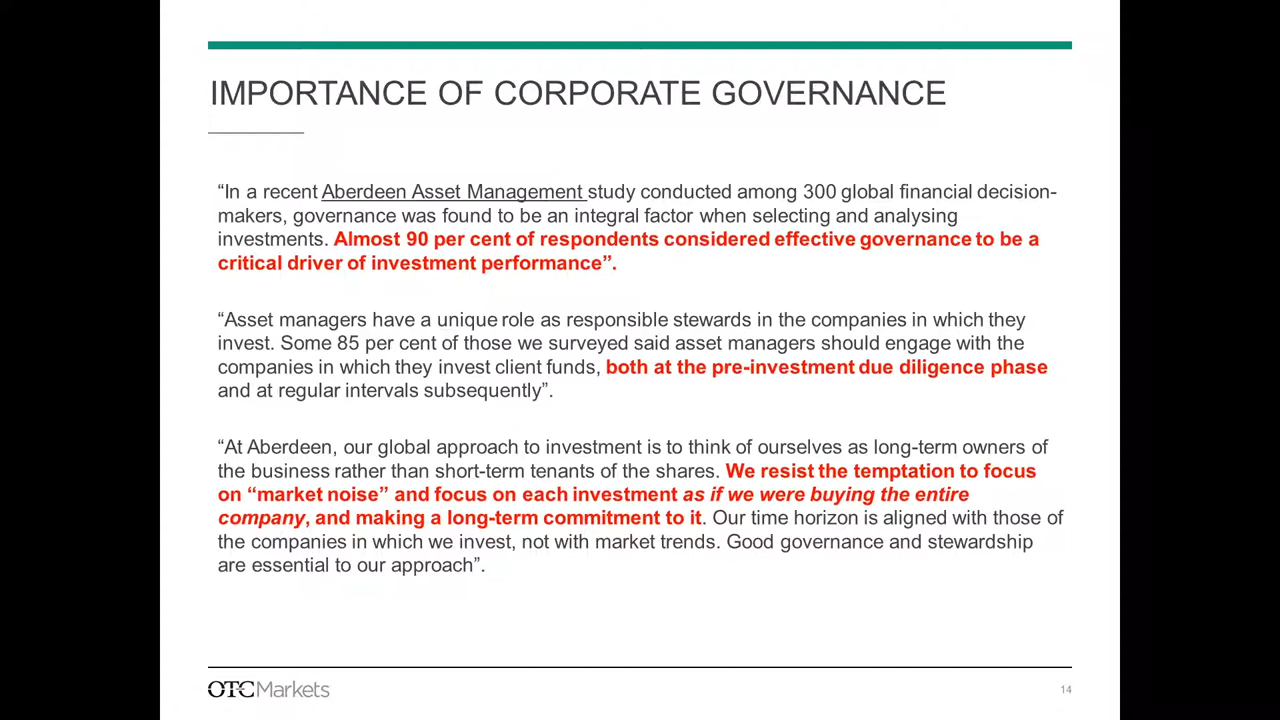 IMPORTANCE OF CORPORATE GOVERNANCE
“In a recent Aberdeen Asset Management study conducted among 300 global financial decision-
makers, governance was found to be an integral factor when selecting and analysing
investments. Almost 90 per cent of respondents considered effective governance to be a
critical driver of investment performance”.
“Asset managers have a unique role as responsible stewards in the companies in which they
invest. Some 85 per cent of those we surveyed said asset managers should engage with the
companies in which they invest client funds, both at the pre-investment due diligence phase
and at regular intervals subsequently”.
“At Aberdeen, our global approach to investment is to think of ourselves as long-term owners of
the business rather than short-term tenants of the shares. We resist the temptation to focus
on “market noise” and focus on each investment as if we were buying the entire
company, and making a long-term commitment to it. Our time horizon is aligned with those of
the companies in which we invest, not with market trends. Good governance and stewardship
are essential to our approach”.
OTC Markets
14